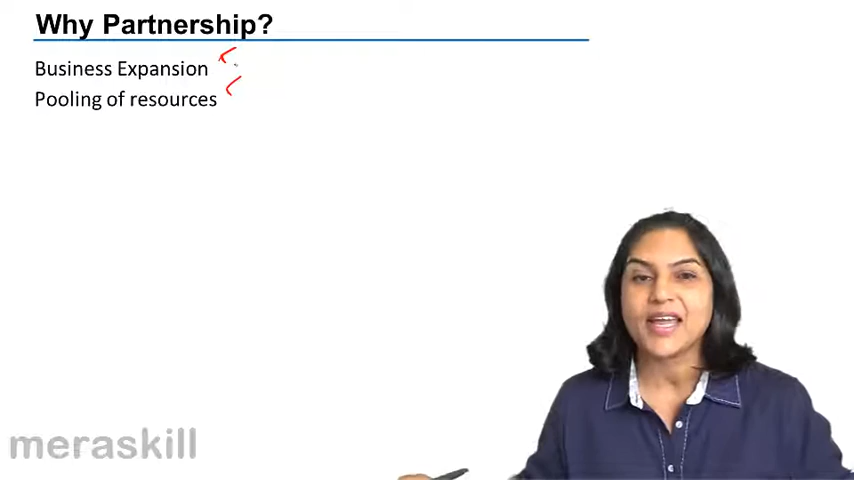 Why Partnership?
Business Expansion
Pooling of resources
meraskill